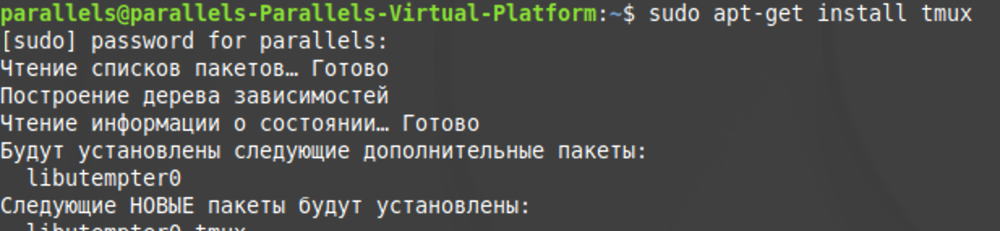 parallels@parallels-Parallels-Virtual-Platform:~$ sudo apt-get install tmux
[sudo] password for parallels:
Чтение списков пакетов… Готово
Построение дерева зависимостей
Чтение информации о состоянии… Готово
Будут установлены следующие дополнительные пакеты:
  libutempter0
Следующие НОВЫЕ пакеты будут установлены:
  libutempter0 tmux